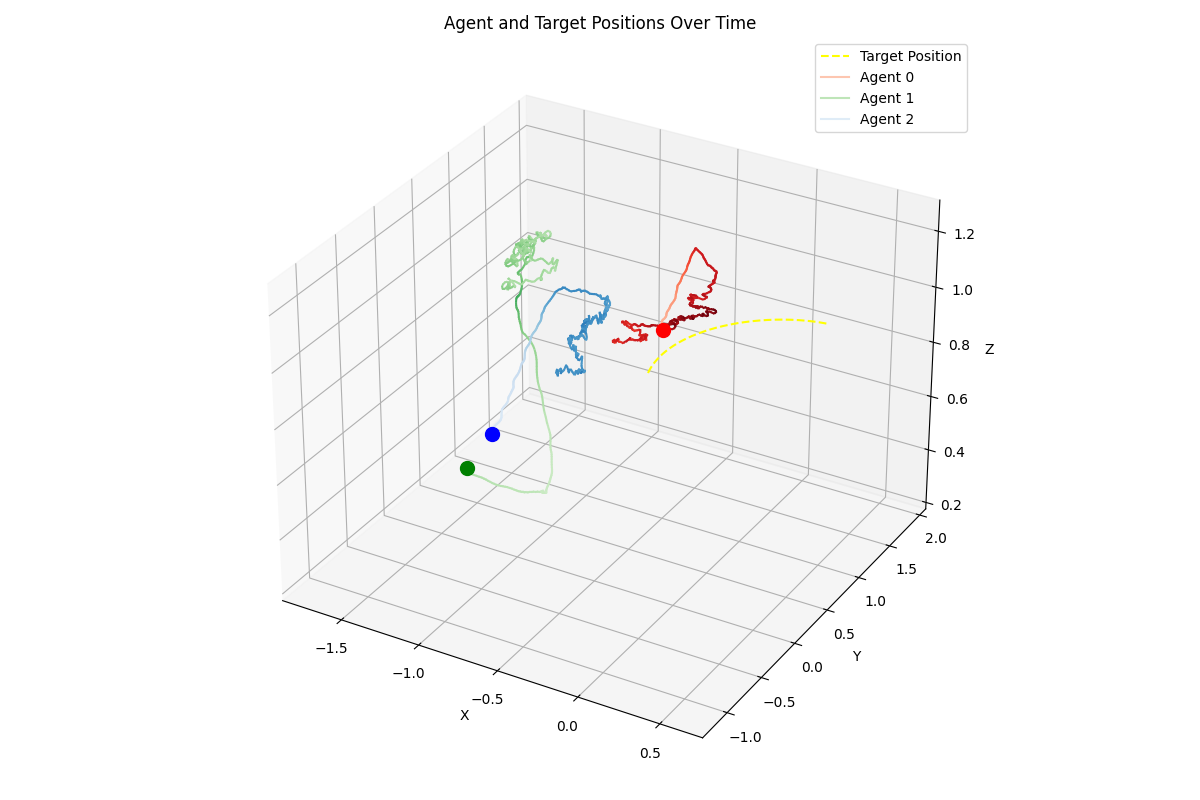 Agent and Target Positions Over Time
Target Position
Agent 0
Agent 1
Agent 2
1.2
1.0
Z
0.8
0.6
0.4
0.2
2.0
1.5
1.0
0.5
Y
0.0
−0.5
−1.0
−1.5
−1.0
−0.5
X
0.0
0.5